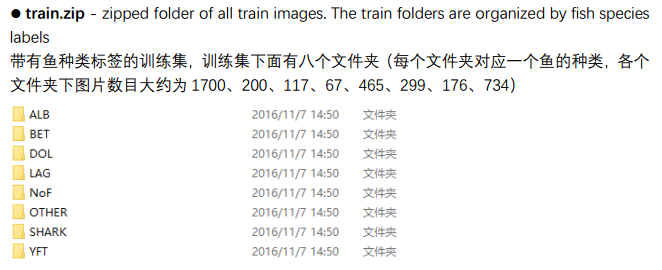 ● train.zip - zipped folder of all train images. The train folders are organized by fish species
labels
带有鱼种类标签的训练集，训练集下面有八个文件夹（每个文件夹对应一个鱼的种类，各个
文件夹下图片数目大约为 1700、200、117、67、465、299、176、734）
ALB 2016/11/7 14:50 文件夹
BET 2016/11/7 14:50 文件夹
DOL 2016/11/7 14:50 文件夹
LAG 2016/11/7 14:50 文件夹
NoF 2016/11/7 14:50 文件夹
OTHER 2016/11/7 14:50 文件夹
SHARK 2016/11/7 14:50 文件夹
YFT 2016/11/7 14:50 文件夹